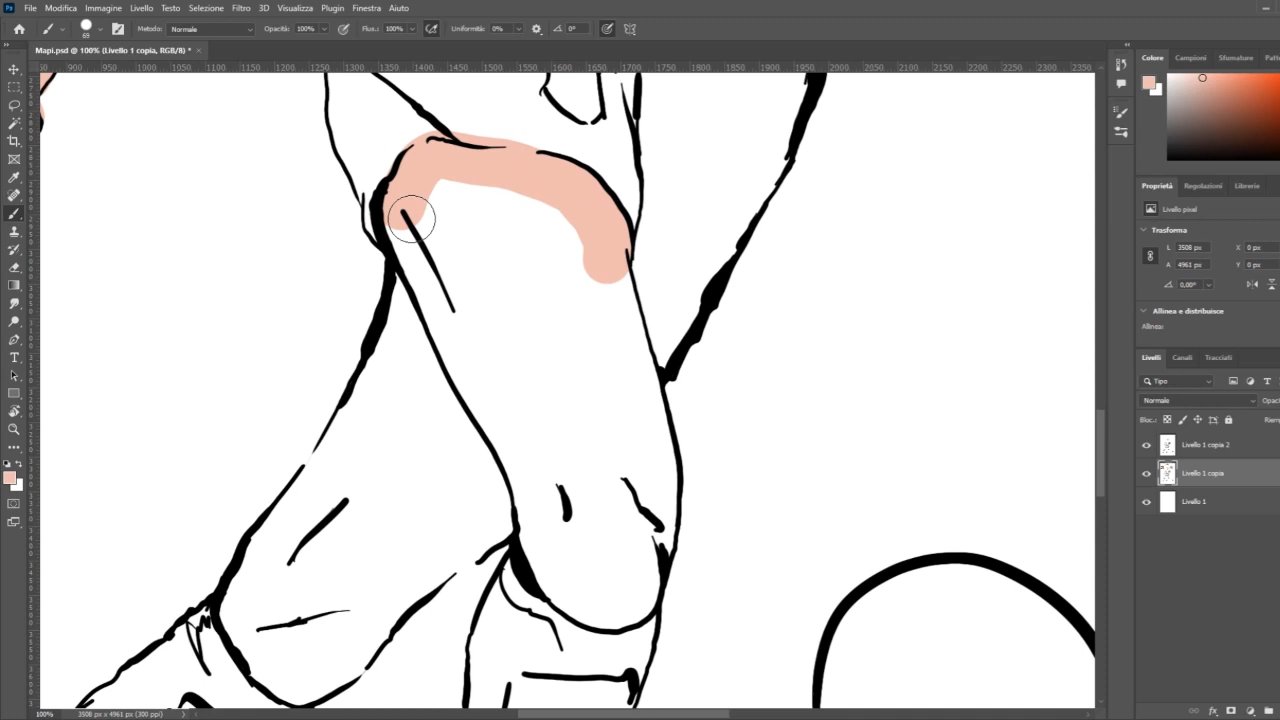 File Modifica Immagine Livello Testo Selezione Filtro 3D Visualizza Plugin Finestra Aiuto
69 Metodo: Normale Opacità: 100% Flus.: 100% Uniformità: 0% 0°
Mapi.psd @ 100% (Livello 1 copia, RGB/8) * ×
900 950 1000 1050 1100 1150 1200 1250 1300 1350 1400 1450 1500 1550 1600 1650 1700 1750 1800 1850 1900 1950 2000 2050 2100 2150 2200 2250 2300 2350
Colore Campioni Sfumature
Proprietà Regolazioni Librerie
Livello pixel
Trasforma
L 3508 px X 0 px
A 4961 px Y 0 px
0,00°
Allinea e distribuisce
Allinea:
Livelli Canali Tracciati
Tipo
Normale
Bloc.:
Livello 1 copia 2
Livello 1 copia
Livello 1
fx
100% 3508 px x 4961 px (300 ppi)